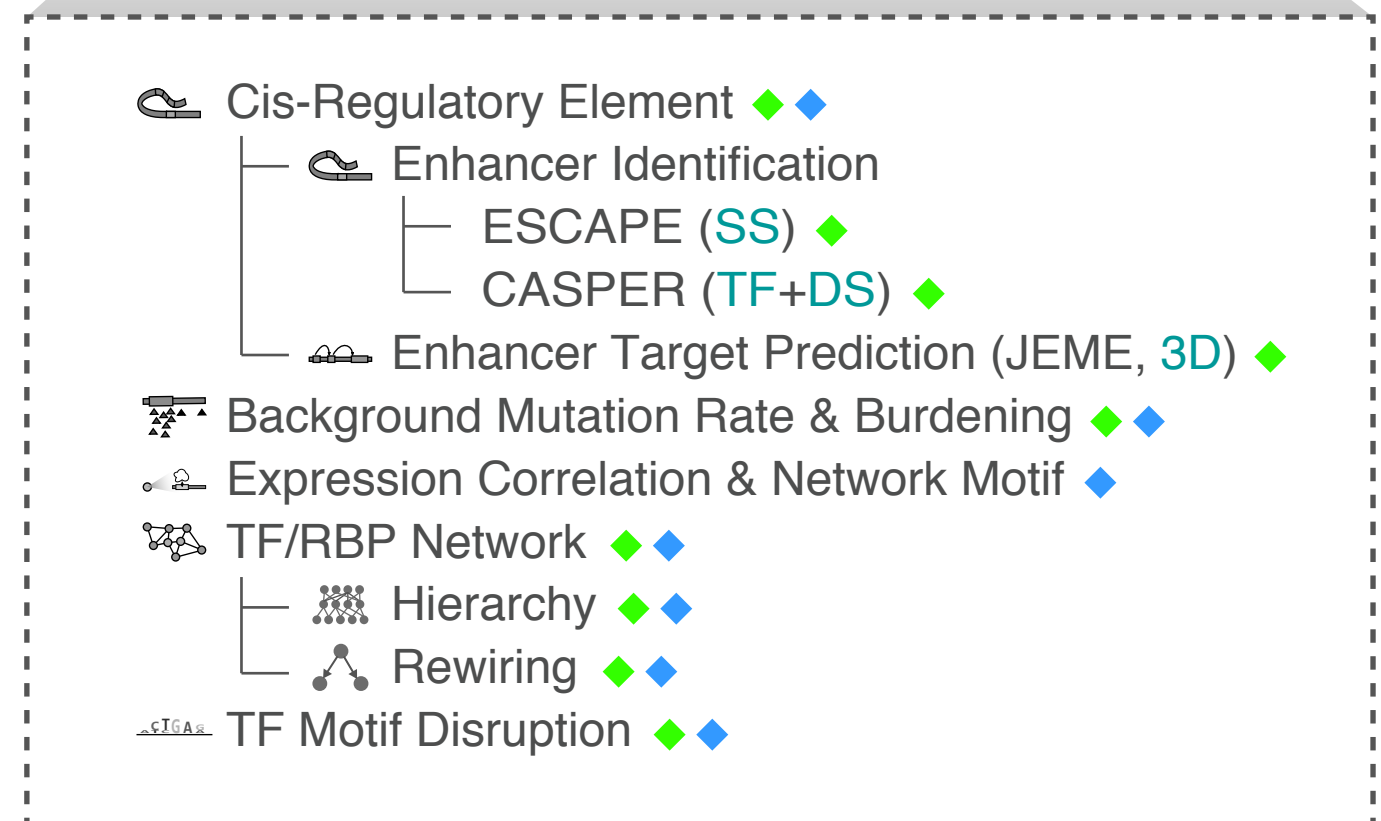 Cis-Regulatory Element
Enhancer Identification
ESCAPE (SS)
CASPER (TF+DS)
Enhancer Target Prediction (JEME, 3D)
Background Mutation Rate & Burdening
Expression Correlation & Network Motif
TF/RBP Network
Hierarchy
Rewiring
TF Motif Disruption